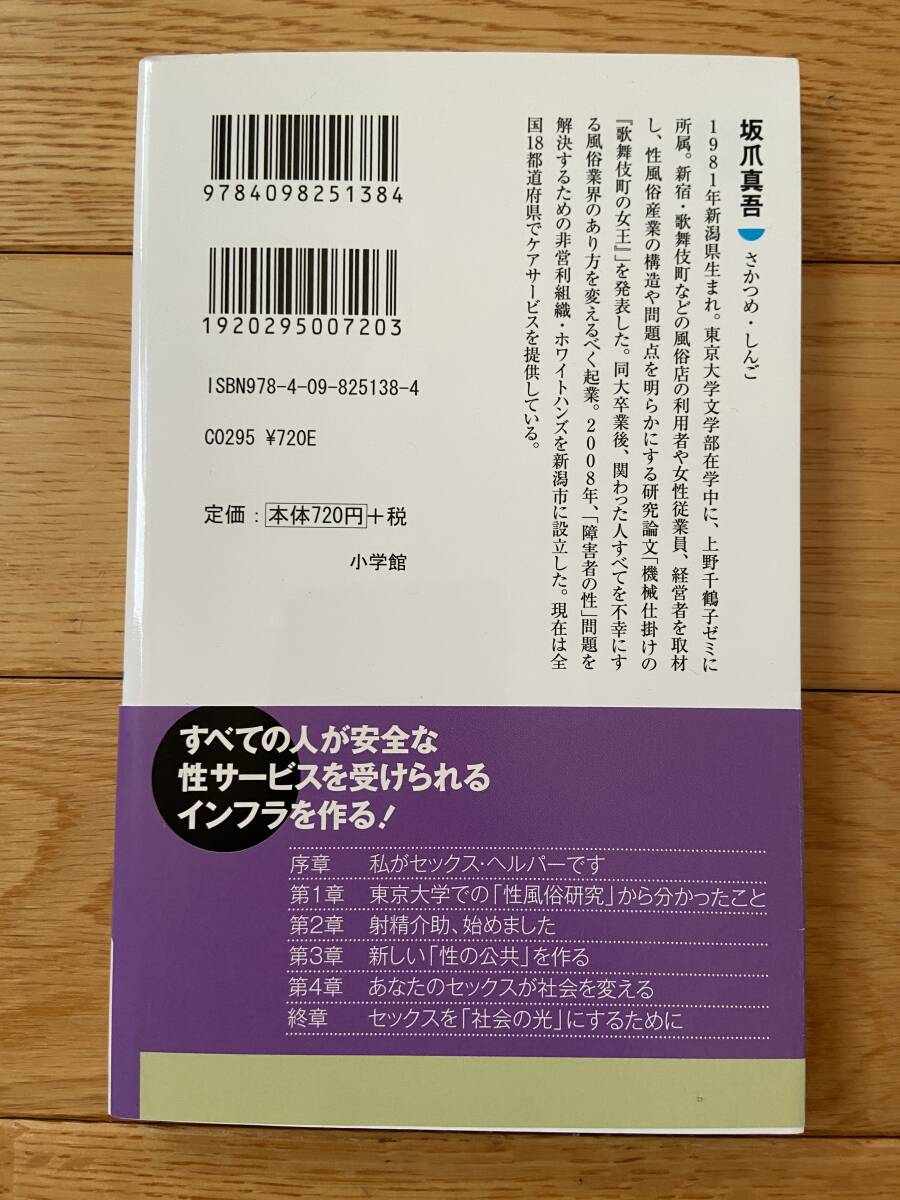 坂爪真吾 さかつめ・しんご
1981年新潟県生まれ。東京大学文学部在学中に、上野千鶴子ゼミに
所属。新宿・歌舞伎町などの風俗店の利用者や女性従業員、経営者を取材
し、性風俗産業の構造や問題点を明らかにする研究論文「機械仕掛けの
『歌舞伎町の女王』」を発表した。同大卒業後、関わった人すべてを不幸にす
る風俗業界のあり方を変えるべく起業。2008年、「障害者の性」問題を
解決するための非営利組織・ホワイトハンズを新潟市に設立した。現在は全
国18都道府県でケアサービスを提供している。
9784098251384
1920295007203
ISBN978-4-09-825138-4
C0295 ¥720E
定価:本体720円+税
小学館
すべての人が安全な
性サービスを受けられる
インフラを作る!
序章 私がセックス・ヘルパーです
第1章 東京大学での「性風俗研究」から分かったこと
第2章 射精介助、始めました
第3章 新しい「性の公共」を作る
第4章 あなたのセックスが社会を変える
終章 セックスを「社会の光」にするために